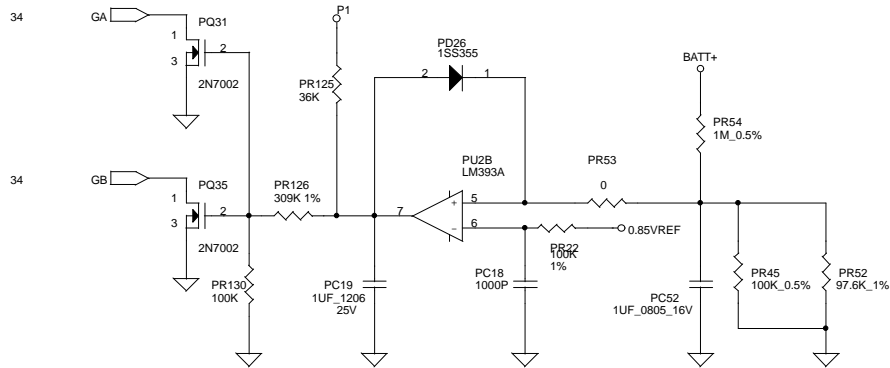 34
GA
PQ31
1
2
3
2N7002
P1
PR125
36K
PD26
1SS355
2
1
BATT+
PR54
1M_0.5%
PU2B
LM393A
PR53
0
34
GB
PQ35
1
2
3
2N7002
PR126
309K 1%
7
+
5
-
6
0.85VREF
PR22
100K
1%
PR130
100K
PC19
1UF_1206
25V
PC18
1000P
PC52
1UF_0805_16V
PR45
100K_0.5%
PR52
97.6K_1%